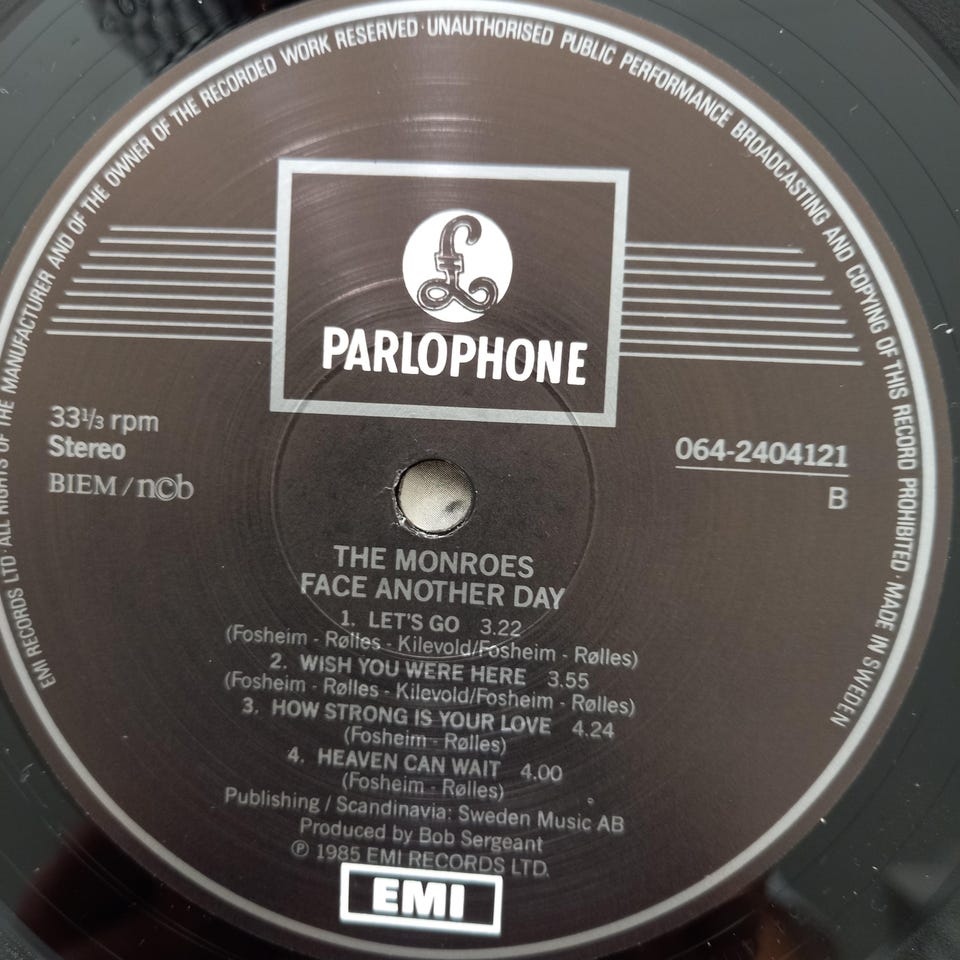 EMI RECORDS LTD · ALL RIGHTS OF THE MANUFACTURER AND OF THE OWNER OF THE RECORDED WORK RESERVED · UNAUTHORISED PUBLIC PERFORMANCE BROADCASTING AND COPYING OF THIS RECORD PROHIBITED · MADE IN SWEDEN
£
PARLOPHONE
33 1/3 rpm
Stereo
BIEM / n©b
064-2404121
B
THE MONROES
FACE ANOTHER DAY
1. LET'S GO 3.22
(Fosheim - Rølles - Kilevold/Fosheim - Rølles)
2. WISH YOU WERE HERE 3.55
(Fosheim - Rølles - Kilevold/Fosheim - Rølles)
3. HOW STRONG IS YOUR LOVE 4.24
(Fosheim - Rølles)
4. HEAVEN CAN WAIT 4.00
(Fosheim - Rølles)
Publishing / Scandinavia: Sweden Music AB
Produced by Bob Sergeant
℗ 1985 EMI RECORDS LTD.
EMI